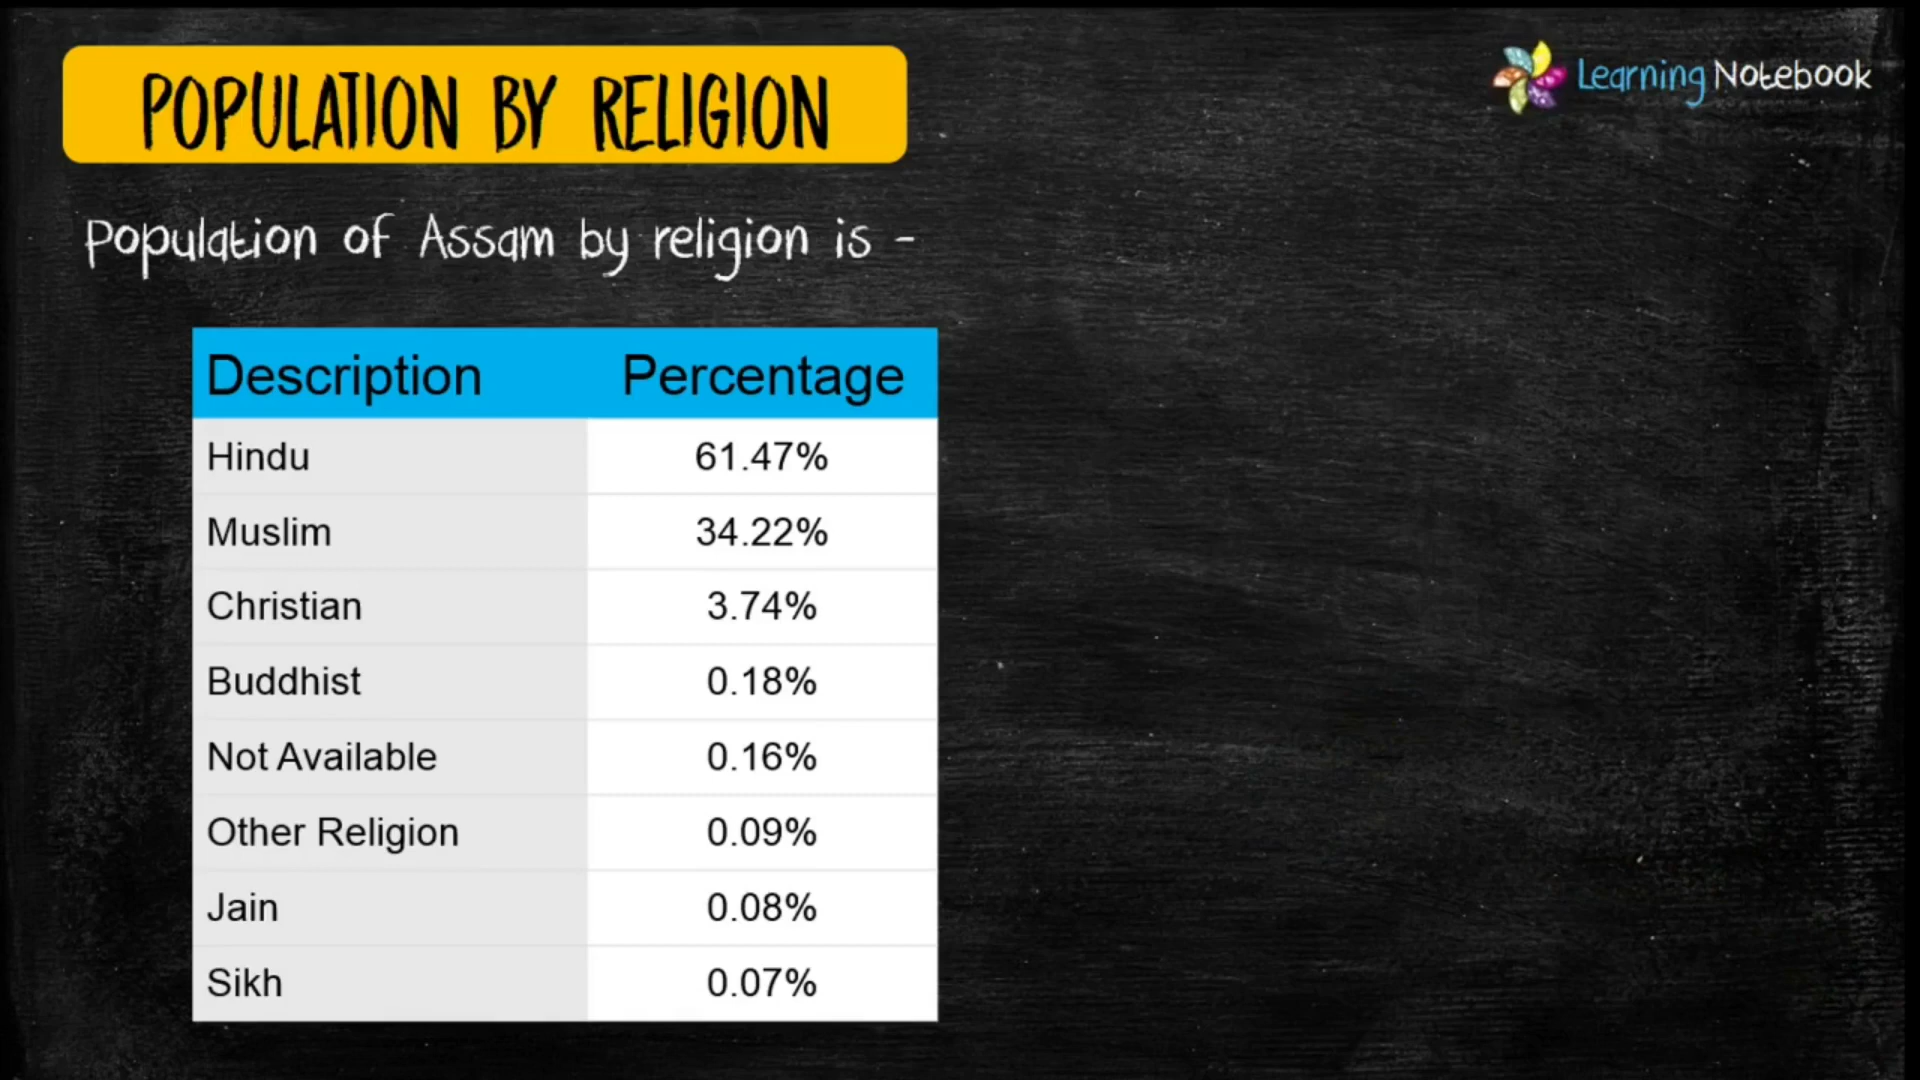 POPULATION BY RELIGION
Learning Notebook
Population of Assam by religion is -
Description Percentage
Hindu 61.47%
Muslim 34.22%
Christian 3.74%
Buddhist 0.18%
Not Available 0.16%
Other Religion 0.09%
Jain 0.08%
Sikh 0.07%